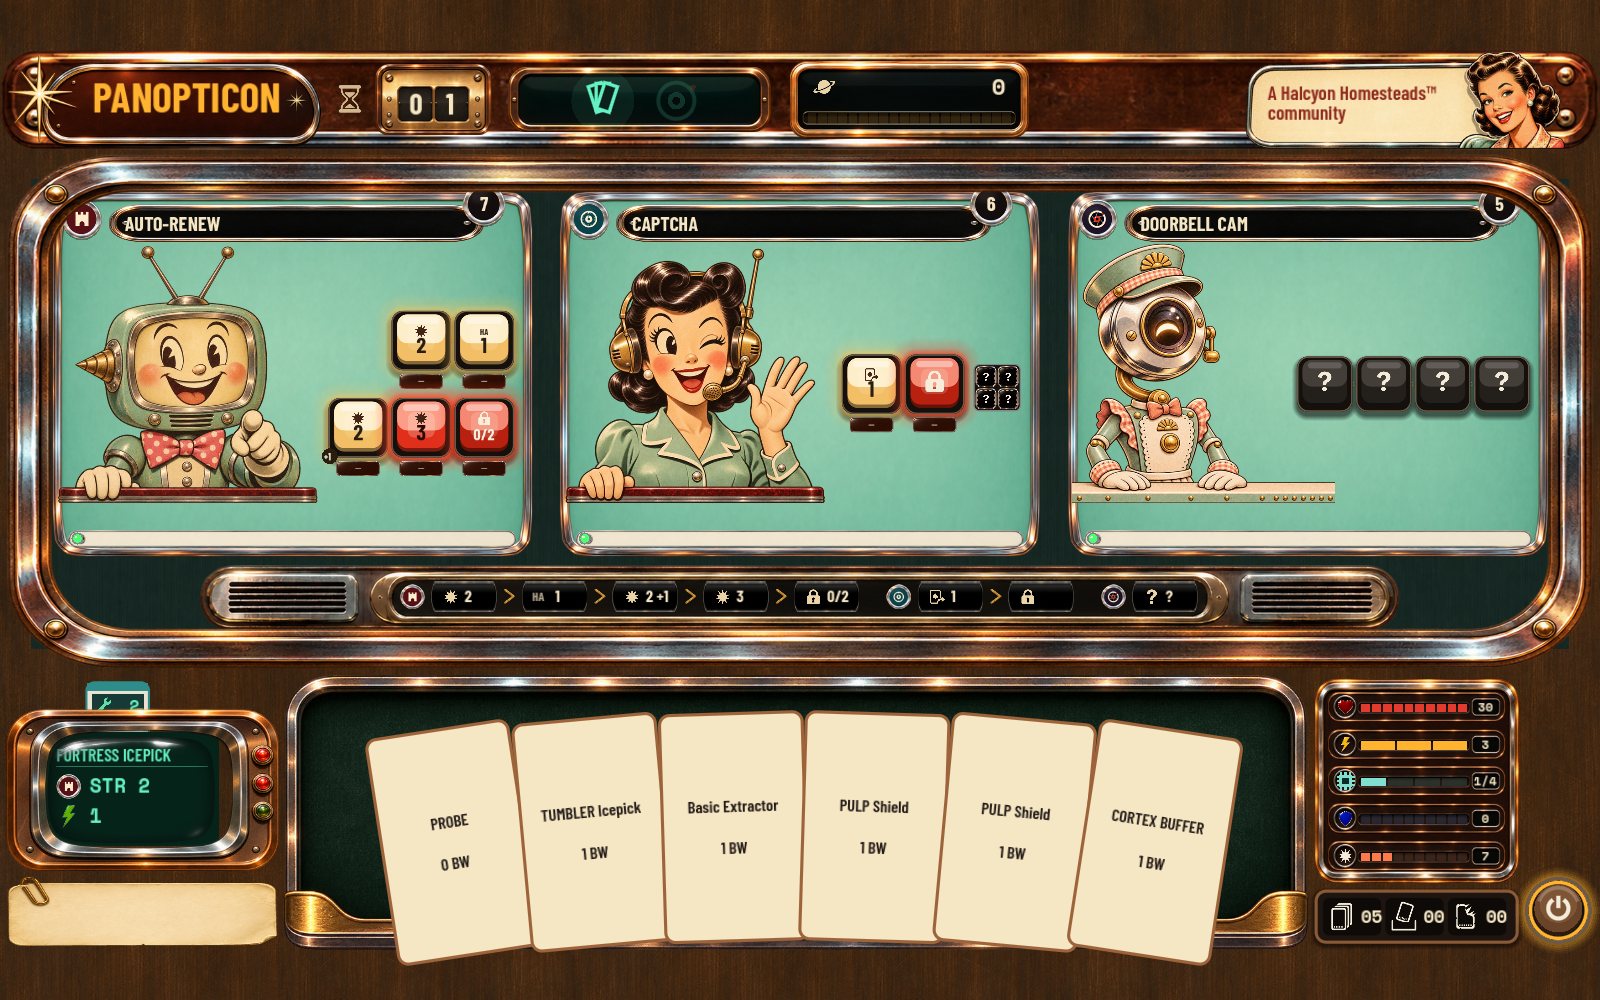 PANOPTICON
01
0
A Halcyon Homesteads™
community
AUTO-RENEW
7
2
HA
1
2
+1
3
0/2
CAPTCHA
6
1
? ?
? ?
DOORBELL CAM
5
? ? ? ?
2 > HA 1 > 2+1 > 3 > 0/2
1 >
? ?
2
FORTRESS ICEPICK
STR 2
1
PROBE
0 BW
TUMBLER Icepick
1 BW
Basic Extractor
1 BW
PULP Shield
1 BW
PULP Shield
1 BW
CORTEX BUFFER
1 BW
30
3
1/4
0
7
05 00 00